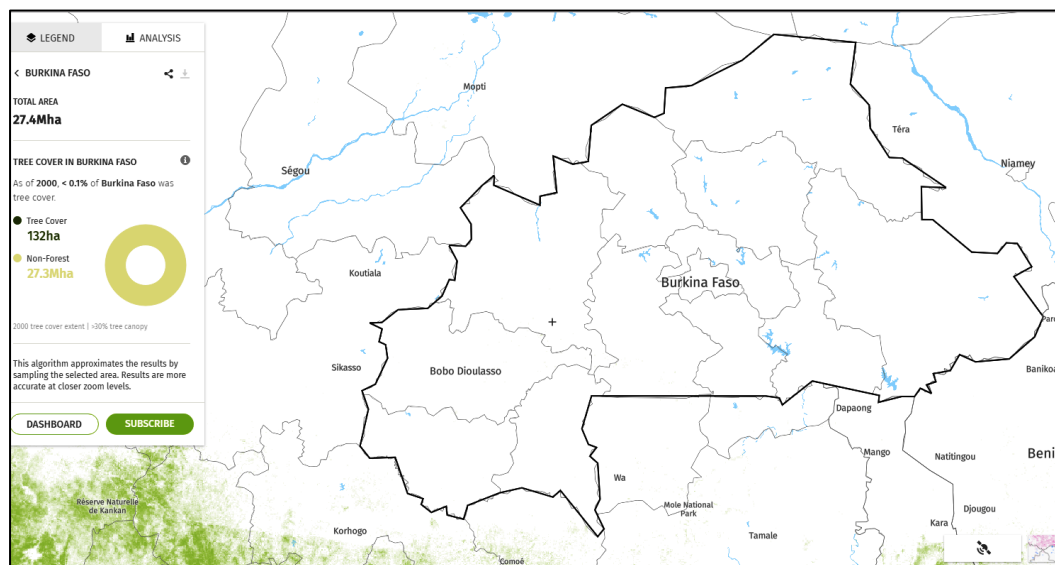 LEGEND
ANALYSIS
BURKINA FASO
TOTAL AREA
27.4Mha
TREE COVER IN BURKINA FASO
As of 2000, < 0.1% of Burkina Faso was
tree cover.
Tree Cover
132ha
Non-Forest
27.3Mha
2000 tree cover extent | >30% tree canopy
This algorithm approximates the results by
sampling the selected area. Results are more
accurate at closer zoom levels.
DASHBOARD
SUBSCRIBE
Mopti
Téra
Niamey
Ségou
Koutiala
Burkina Faso
Sikasso
Bobo Dioulasso
Banikoa
Dapaong
Mango
Natitingou
Beni
Wa
Mole National
Park
Djougou
Kara
Tamale
Réserve Naturelle
de Kankan
Korhogo
Comoé